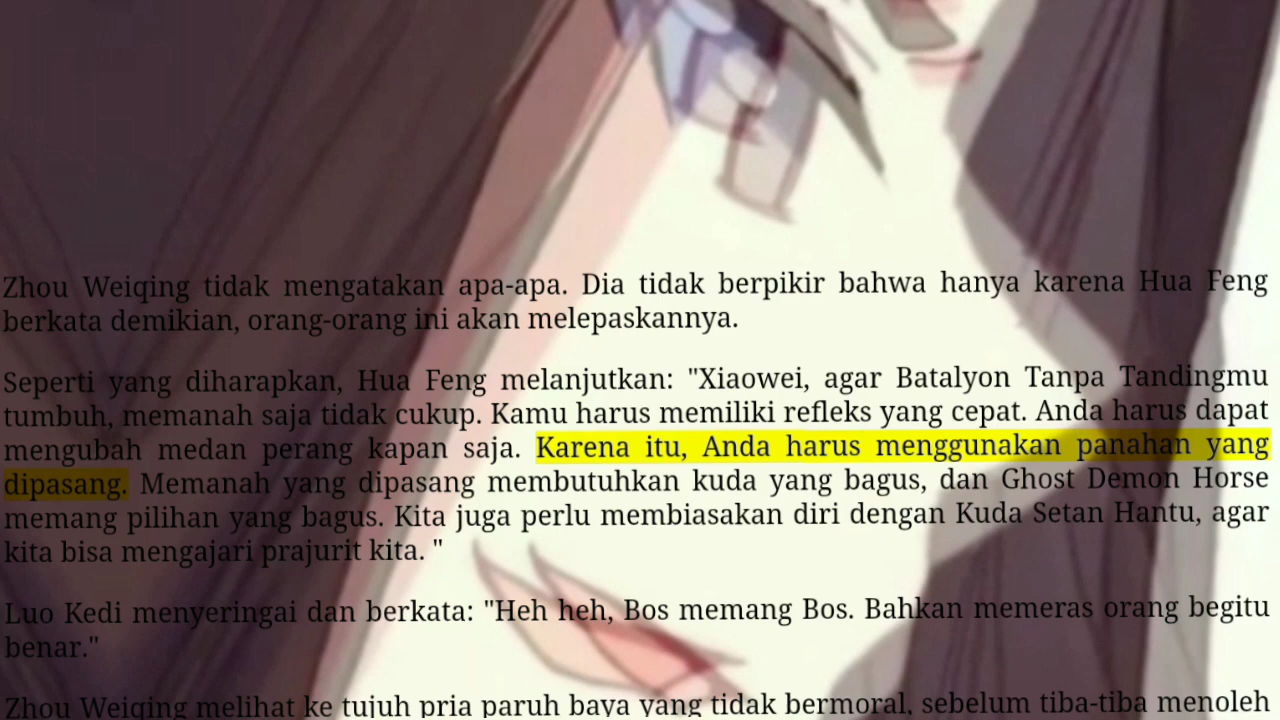 Zhou Weiqing tidak mengatakan apa-apa. Dia tidak berpikir bahwa hanya karena Hua Feng
berkata demikian, orang-orang ini akan melepaskannya.
Seperti yang diharapkan, Hua Feng melanjutkan: "Xiaowei, agar Batalyon Tanpa Tandingmu
tumbuh, memanah saja tidak cukup. Kamu harus memiliki refleks yang cepat. Anda harus dapat
mengubah medan perang kapan saja. Karena itu, Anda harus menggunakan panahan yang
dipasang. Memanah yang dipasang membutuhkan kuda yang bagus, dan Ghost Demon Horse
memang pilihan yang bagus. Kita juga perlu membiasakan diri dengan Kuda Setan Hantu, agar
kita bisa mengajari prajurit kita. "
Luo Kedi menyeringai dan berkata: "Heh heh, Bos memang Bos. Bahkan memeras orang begitu
benar."
Zhou Weiqing melihat ke tujuh pria paruh baya yang tidak bermoral, sebelum tiba-tiba menoleh